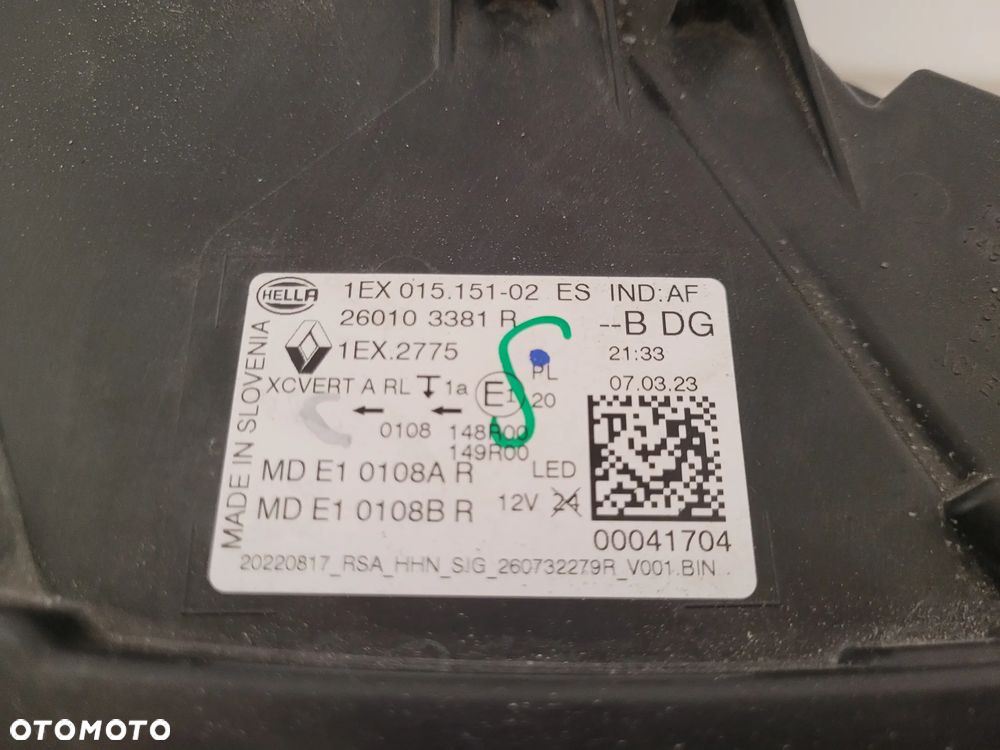 HELLA
1EX 015.151-02 ES IND:AF
26010 3381 R --B DG
1EX.2775 21:33
PL 07.03.23
XCVERT A RL 1a E1 /20
0108 148R00
149R00
MD E1 0108A R LED
MD E1 0108B R 12V 24
00041704
20220817_RSA_HHN_SIG_260732279R_V001.BIN
MADE IN SLOVENIA
S
OTOMOTO